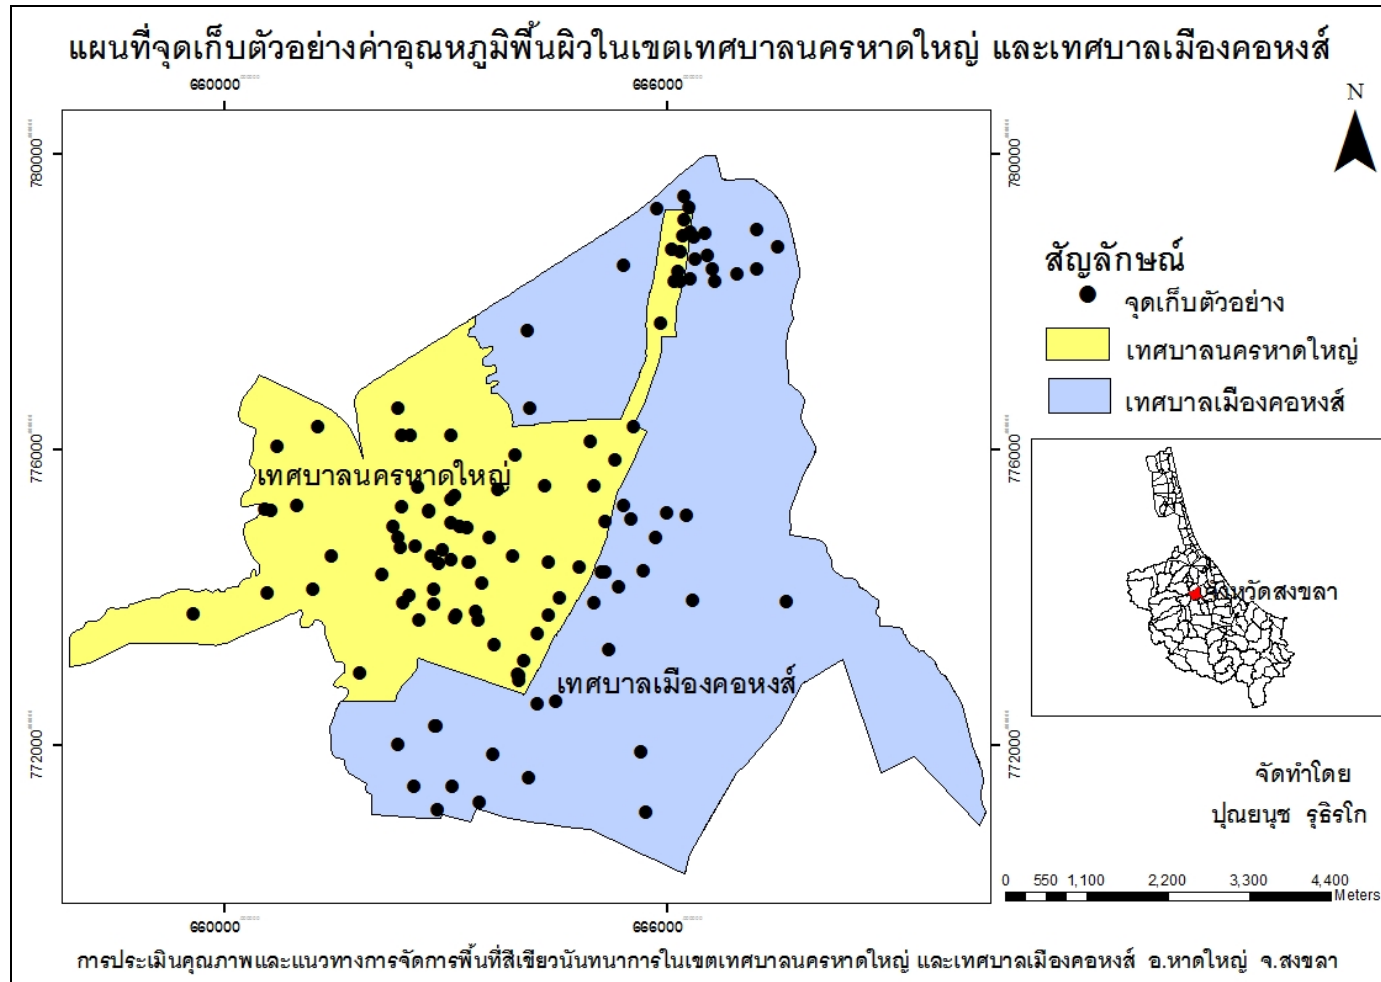 แผนที่จุดเก็บตัวอย่างค่าอุณหภูมิพื้นผิวในเขตเทศบาลนครหาดใหญ่ และเทศบาลเมืองคอหงส์
660000 666000
N
780000 780000
สัญลักษณ์
จุดเก็บตัวอย่าง
เทศบาลนครหาดใหญ่
เทศบาลเมืองคอหงส์
776000 776000
เทศบาลนครหาดใหญ่
จังหวัดสงขลา
เทศบาลเมืองคอหงส์
772000 772000
จัดทำโดย
ปุณยนุช รุธิรโก
0 550 1,100 2,200 3,300 4,400
Meters
660000 666000
การประเมินคุณภาพและแนวทางการจัดการพื้นที่สีเขียวนันทนาการในเขตเทศบาลนครหาดใหญ่ และเทศบาลเมืองคอหงส์ อ.หาดใหญ่ จ.สงขลา